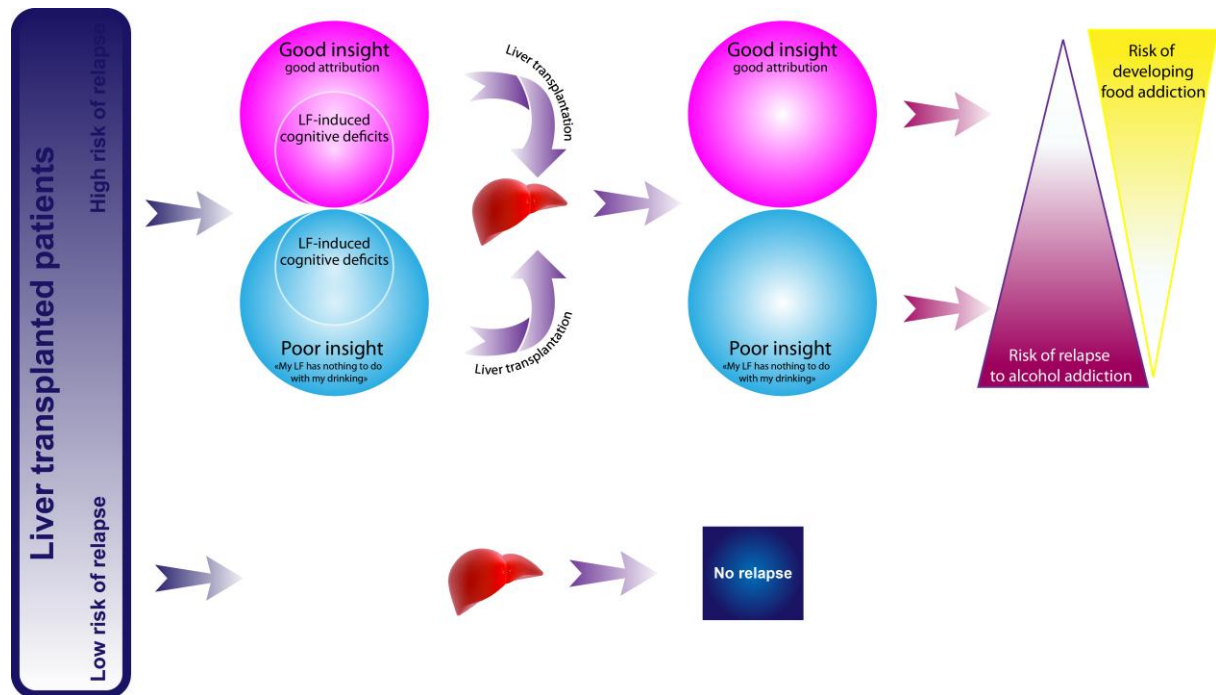 Liver transplanted patients
High risk of relapse
Low risk of relapse
Good insight
good attribution
LF-induced
cognitive deficits
LF-induced
cognitive deficits
Poor insight
«My LF has nothing to do
with my drinking»
Liver transplantation
Liver transplantation
Good insight
good attribution
Poor insight
«My LF has nothing to do
with my drinking»
Risk of
developing
food addiction
Risk of relapse
to alcohol addiction
No relapse